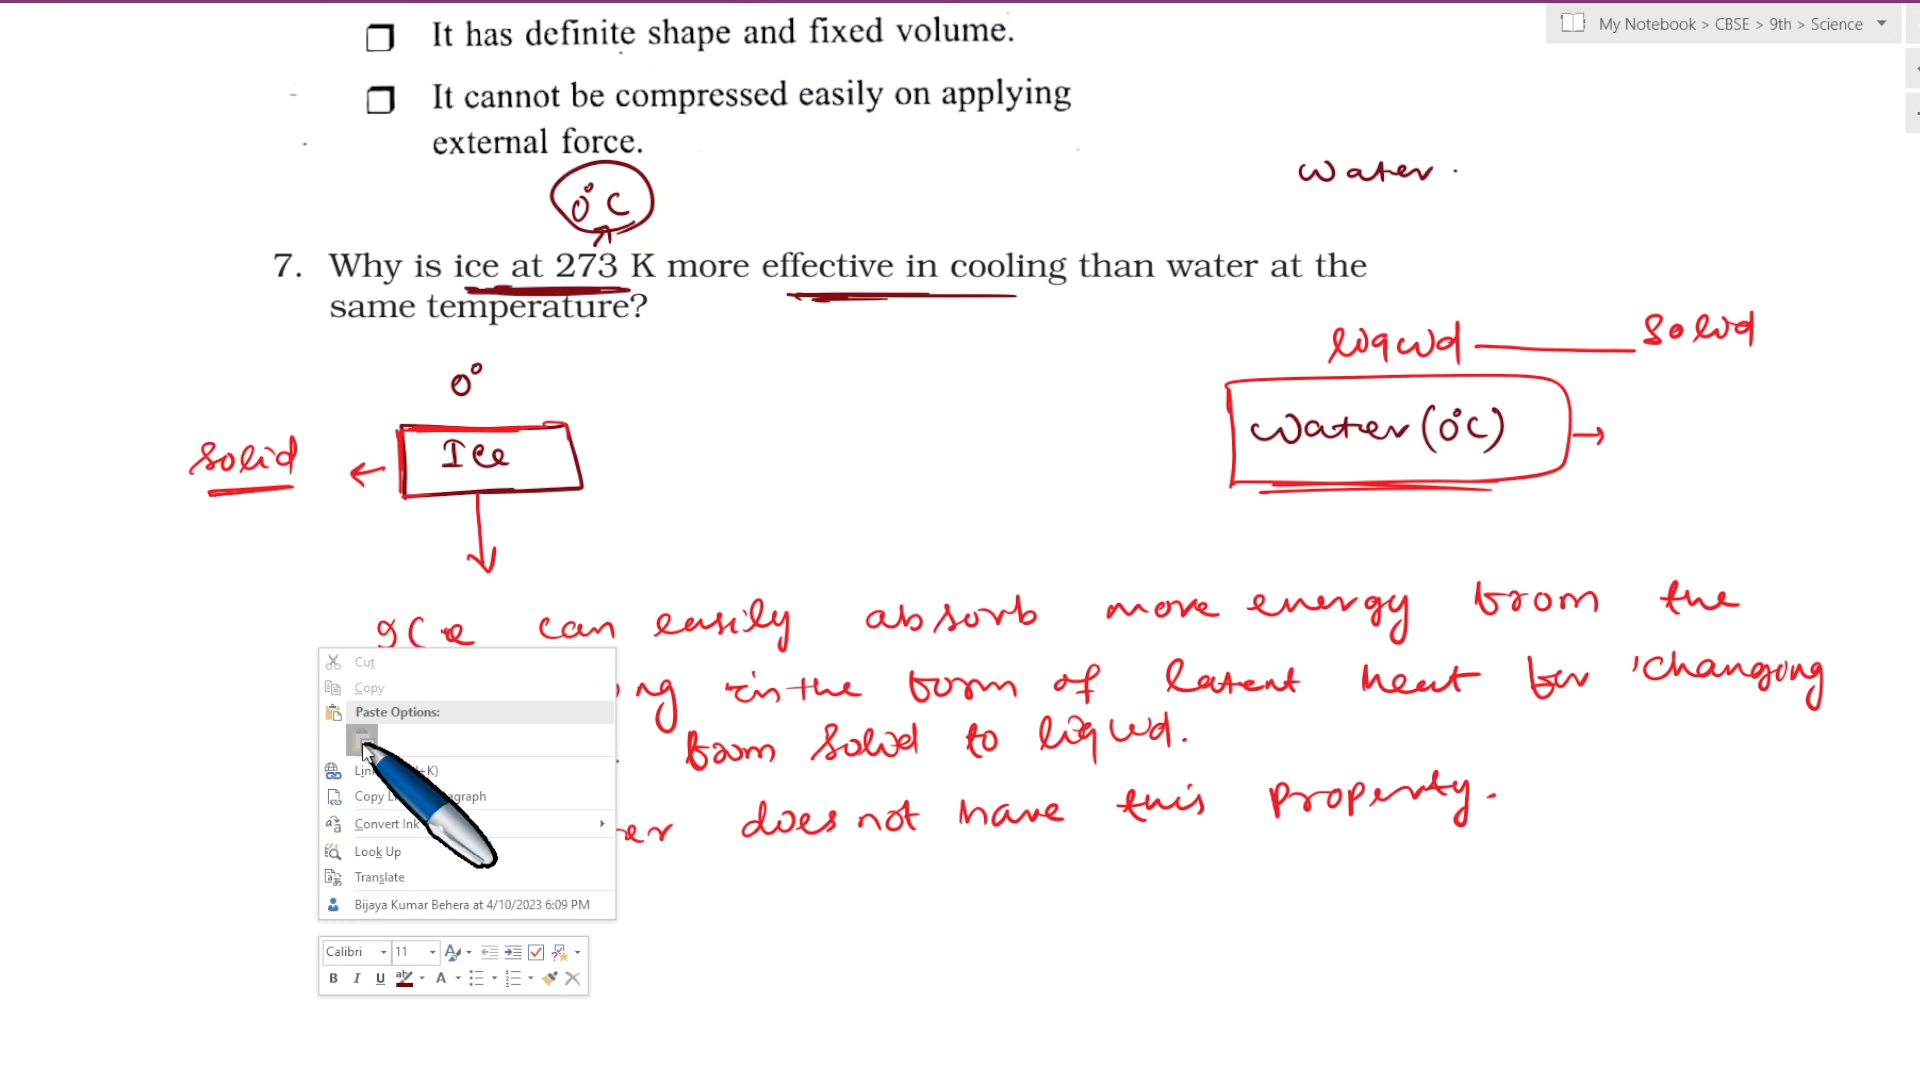 My Notebook > CBSE > 9th > Science
It has definite shape and fixed volume.
It cannot be compressed easily on applying
external force.
0°C
Water.
7. Why is ice at 273 K more effective in cooling than water at the
same temperature?
liquid solid
0°
Ice
Water (0°C)
solid
Ice can easily absorb more energy from the
in the form of latent heat for changing
from solid to liquid.
does not have this property.
Cut
Copy
Paste Options:
Convert Ink
Look Up
Translate
Bijaya Kumar Behera at 4/10/2023 6:09 PM
Calibri 11
B I U A